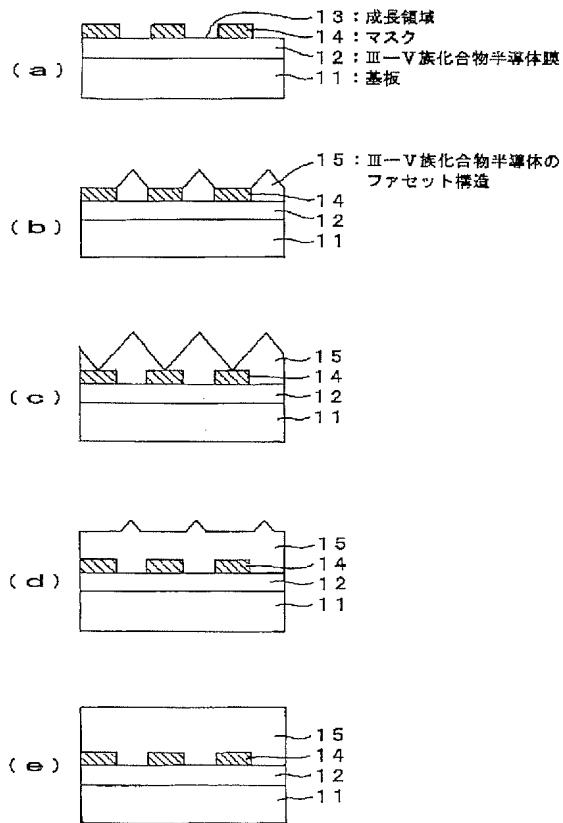 13：成長領域
14：マスク
12：Ⅲ－Ⅴ族化合物半導体膜
11：基板
(a)
15：Ⅲ－Ⅴ族化合物半導体の
ファセット構造
14
12
11
(b)
15
14
12
11
(c)
15
14
12
11
(d)
15
14
12
11
(e)